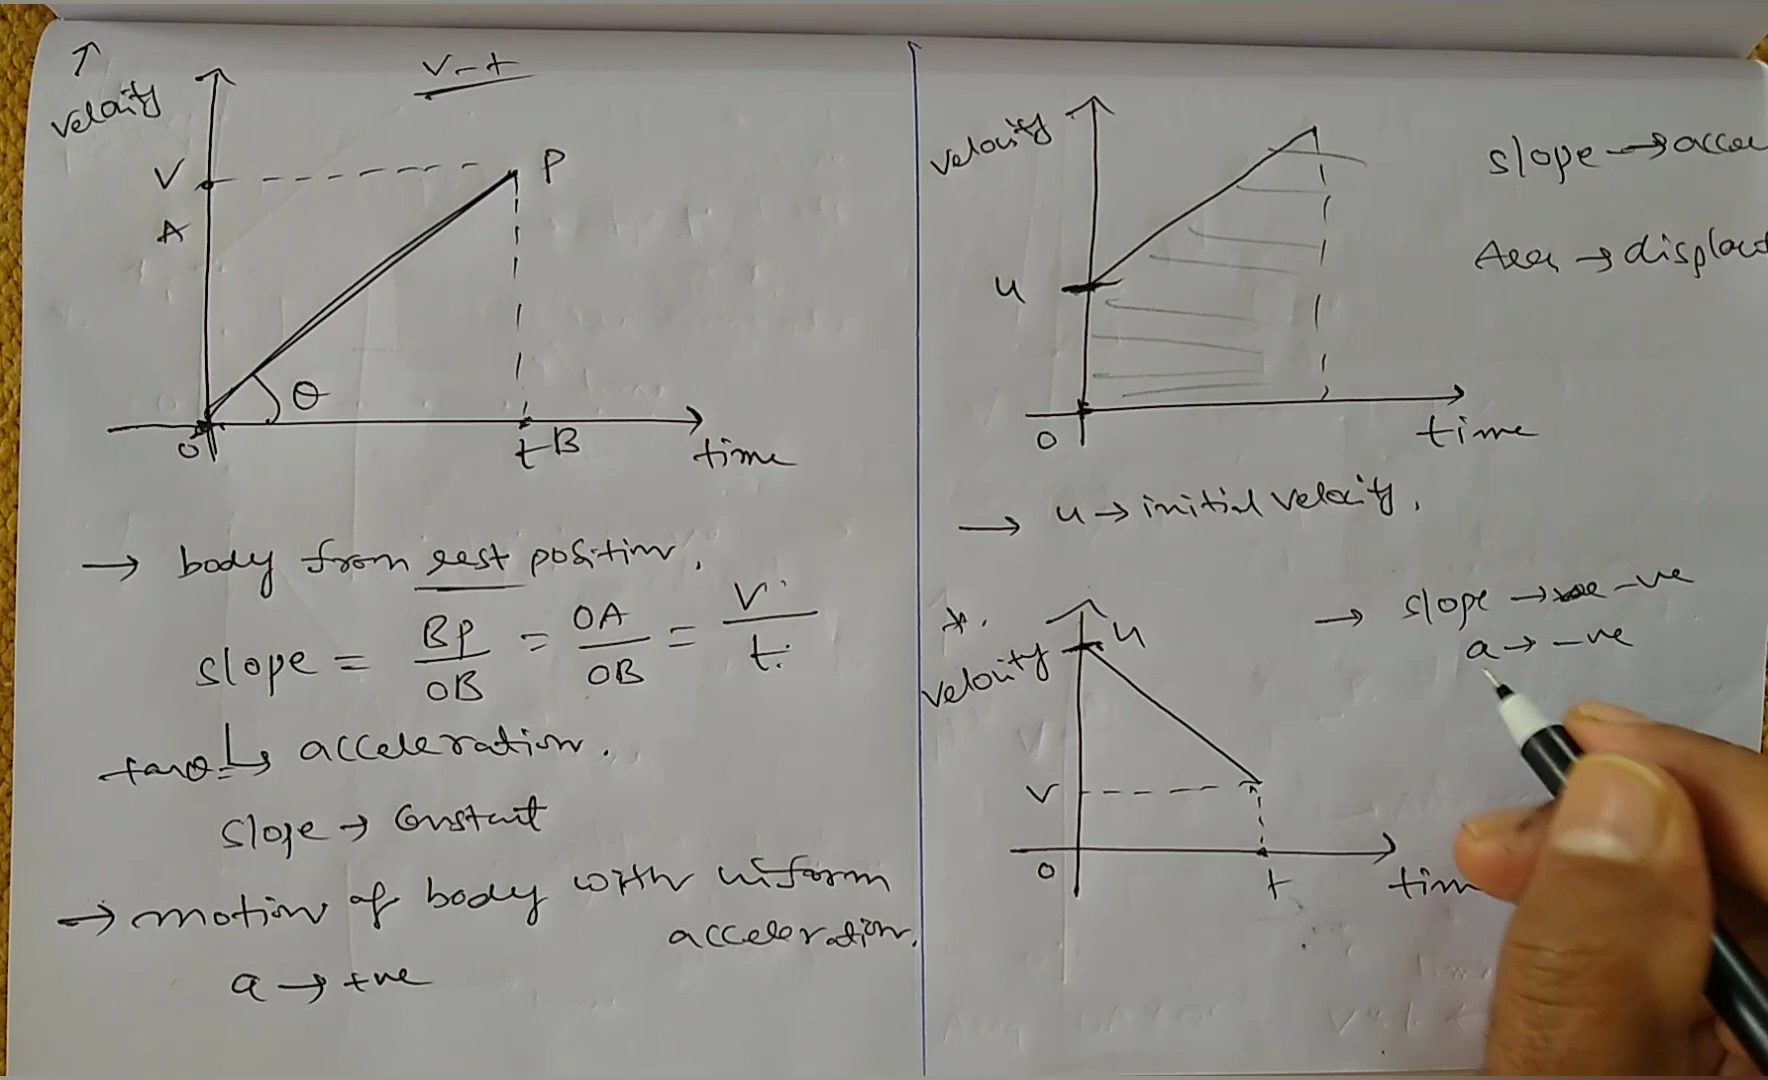 V-t
velocity
V
P
A
θ
O
t B
time
→ body from rest position.
slope = BP/OB = OA/OB = V/t.
tanθ = ↳ acceleration.
slope → constant
→ motion of body with uniform
acceleration.
a → +ve
velocity
u
O
time
slope → accel
Area → displac
→ u → initial velocity.
*.
u
velocity
V
O
t
tim
→ slope → -ve
a → -ve